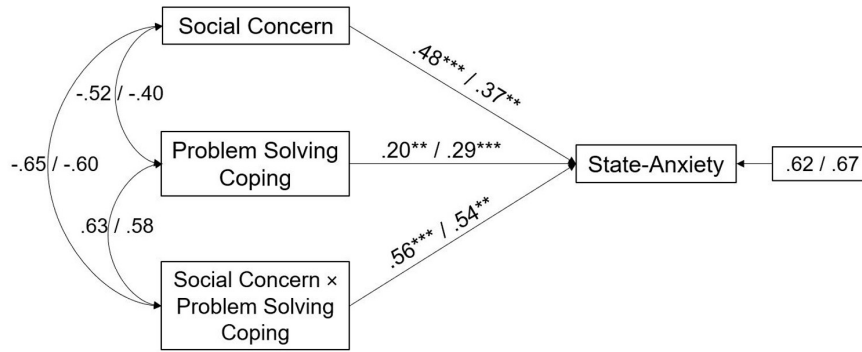 Social Concern
.48*** / .37**
-.52 / -.40
Problem Solving
Coping
.20** / .29***
State-Anxiety
.62 / .67
-.65 / -.60
.63 / .58
.56*** / .54**
Social Concern ×
Problem Solving
Coping